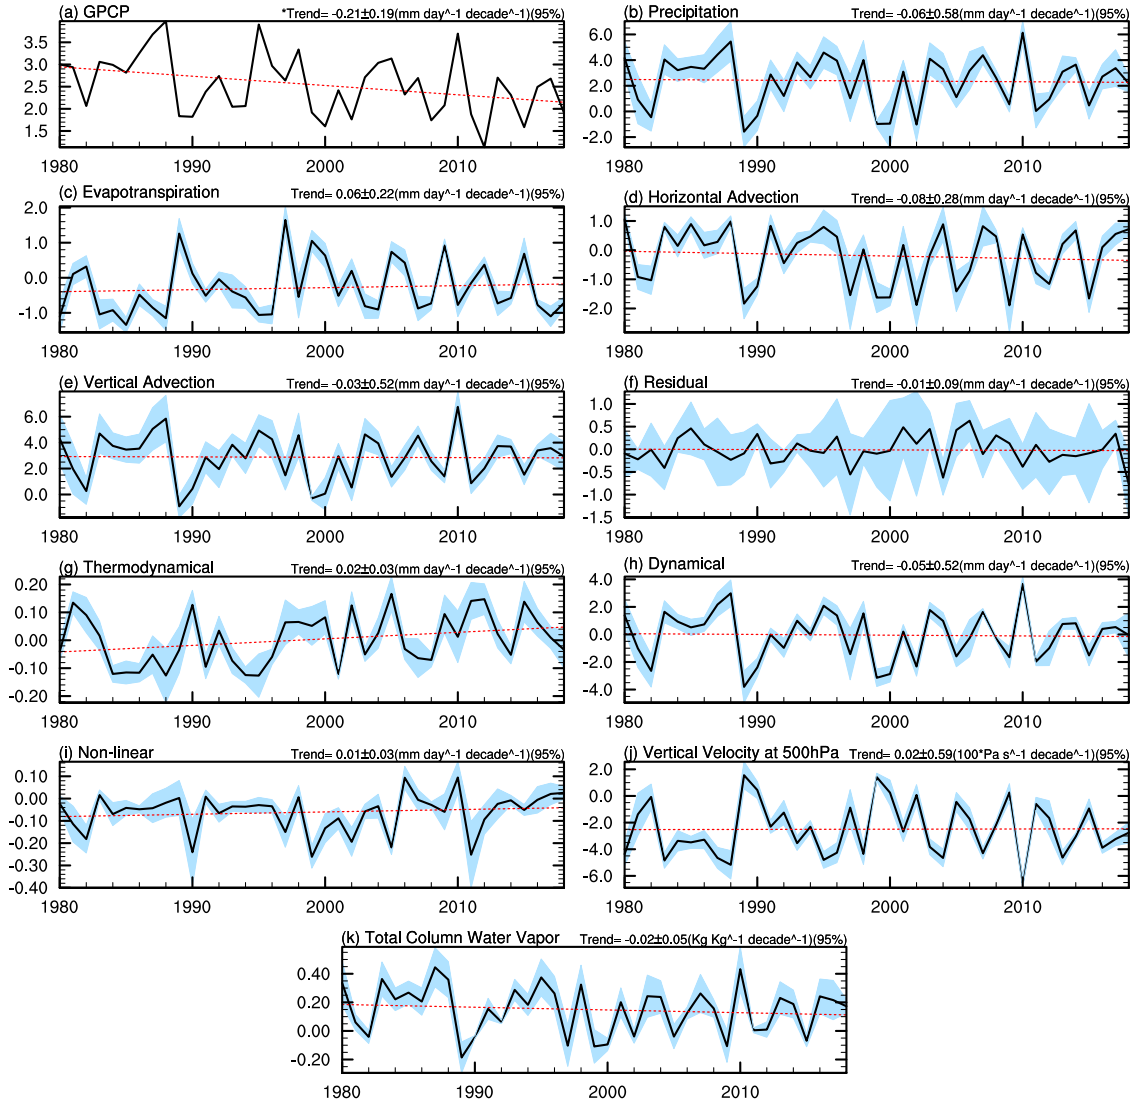 (a) GPCP *Trend= -0.21±0.19(mm day^-1 decade^-1)(95%)
3.5
3.0
2.5
2.0
1.5
1980 1990 2000 2010
(b) Precipitation Trend= -0.06±0.58(mm day^-1 decade^-1)(95%)
6.0
4.0
2.0
0.0
-2.0
1980 1990 2000 2010
(c) Evapotranspiration Trend= 0.06±0.22(mm day^-1 decade^-1)(95%)
2.0
1.0
0.0
-1.0
1980 1990 2000 2010
(d) Horizontal Advection Trend= -0.08±0.28(mm day^-1 decade^-1)(95%)
1.0
0.0
-1.0
-2.0
1980 1990 2000 2010
(e) Vertical Advection Trend= -0.03±0.52(mm day^-1 decade^-1)(95%)
6.0
4.0
2.0
0.0
1980 1990 2000 2010
(f) Residual Trend= -0.01±0.09(mm day^-1 decade^-1)(95%)
1.0
0.5
0.0
-0.5
-1.0
-1.5
1980 1990 2000 2010
(g) Thermodynamical Trend= 0.02±0.03(mm day^-1 decade^-1)(95%)
0.20
0.10
0.00
-0.10
-0.20
1980 1990 2000 2010
(h) Dynamical Trend= -0.05±0.52(mm day^-1 decade^-1)(95%)
4.0
2.0
0.0
-2.0
-4.0
1980 1990 2000 2010
(i) Non-linear Trend= 0.01±0.03(mm day^-1 decade^-1)(95%)
0.10
0.00
-0.10
-0.20
-0.30
-0.40
1980 1990 2000 2010
(j) Vertical Velocity at 500hPa Trend= 0.02±0.59(100*Pa s^-1 decade^-1)(95%)
2.0
0.0
-2.0
-4.0
-6.0
1980 1990 2000 2010
(k) Total Column Water Vapor Trend= -0.02±0.05(Kg Kg^-1 decade^-1)(95%)
0.40
0.20
0.00
-0.20
1980 1990 2000 2010